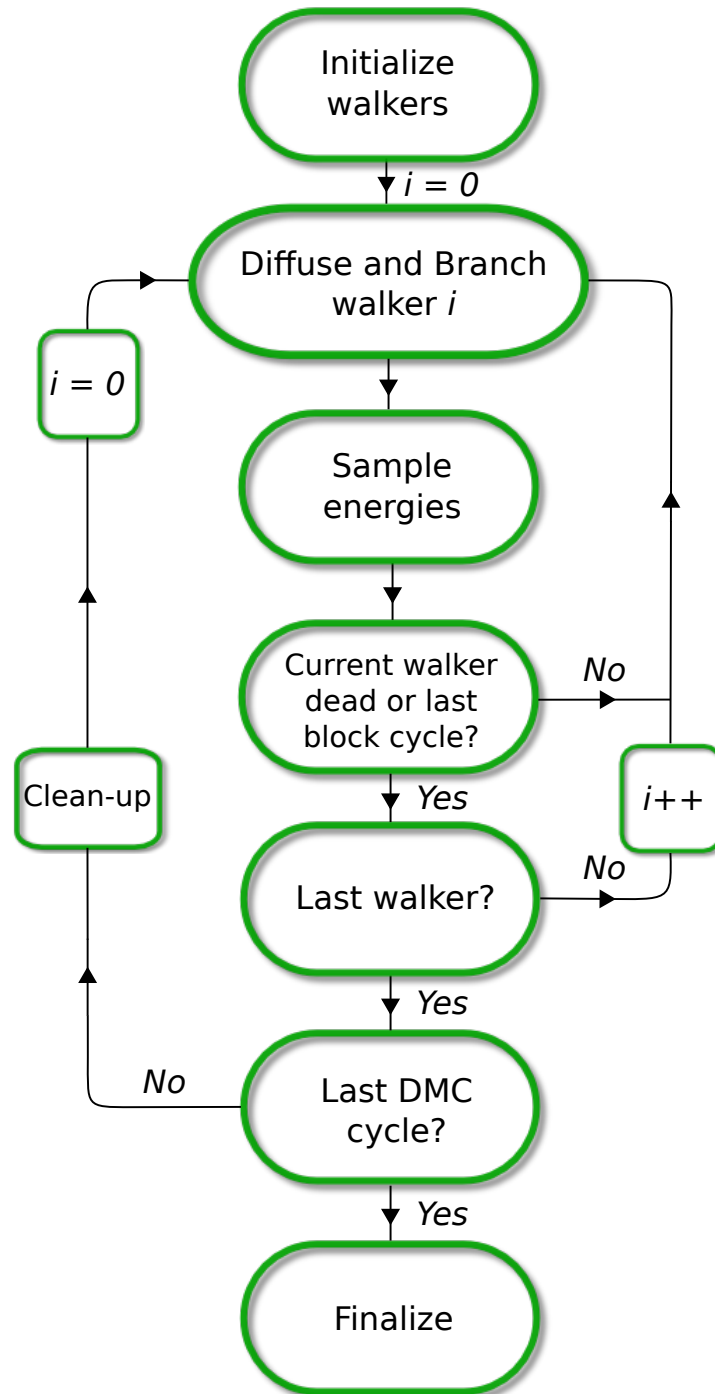 Initialize
walkers
i = 0
Diffuse and Branch
walker i
i = 0
Sample
energies
Current walker
dead or last
block cycle?
No
Yes
Clean-up
i++
Last walker?
No
Yes
No
Last DMC
cycle?
Yes
Finalize